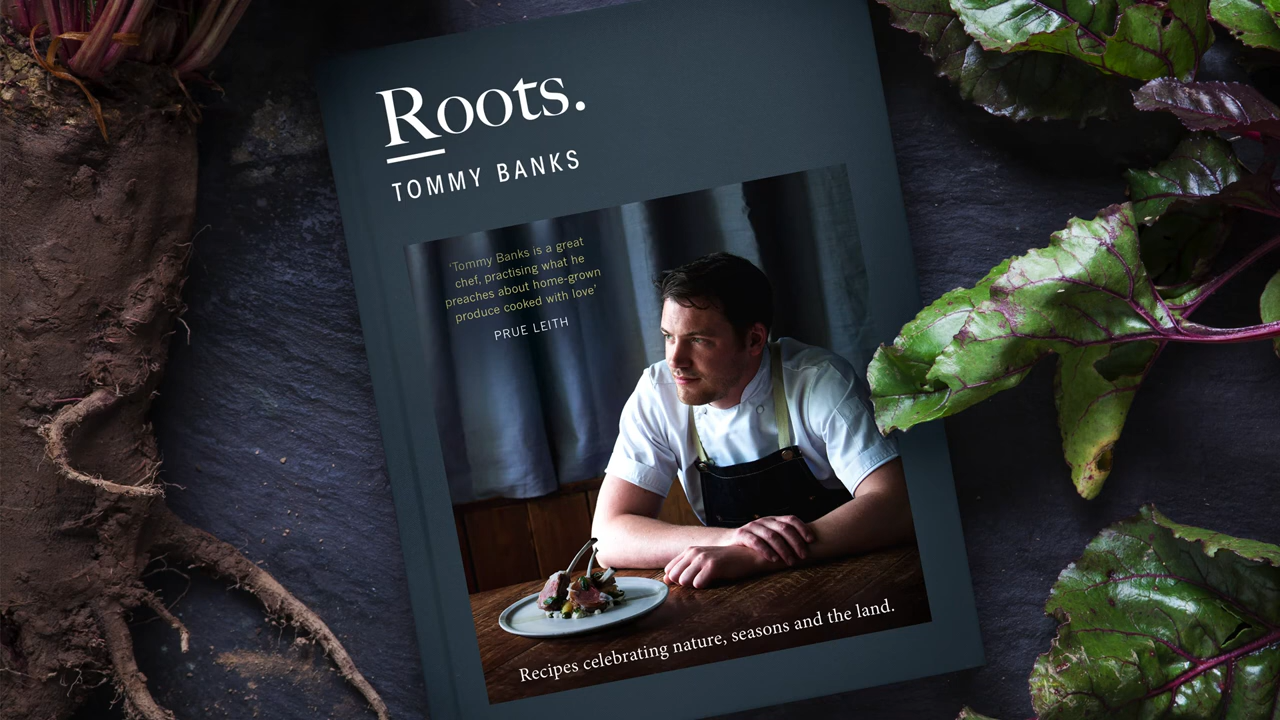 Roots.
TOMMY BANKS
'Tommy Banks is a great
chef, practising what he
preaches about home-grown
produce cooked with love'
PRUE LEITH
Recipes celebrating nature, seasons and the land.